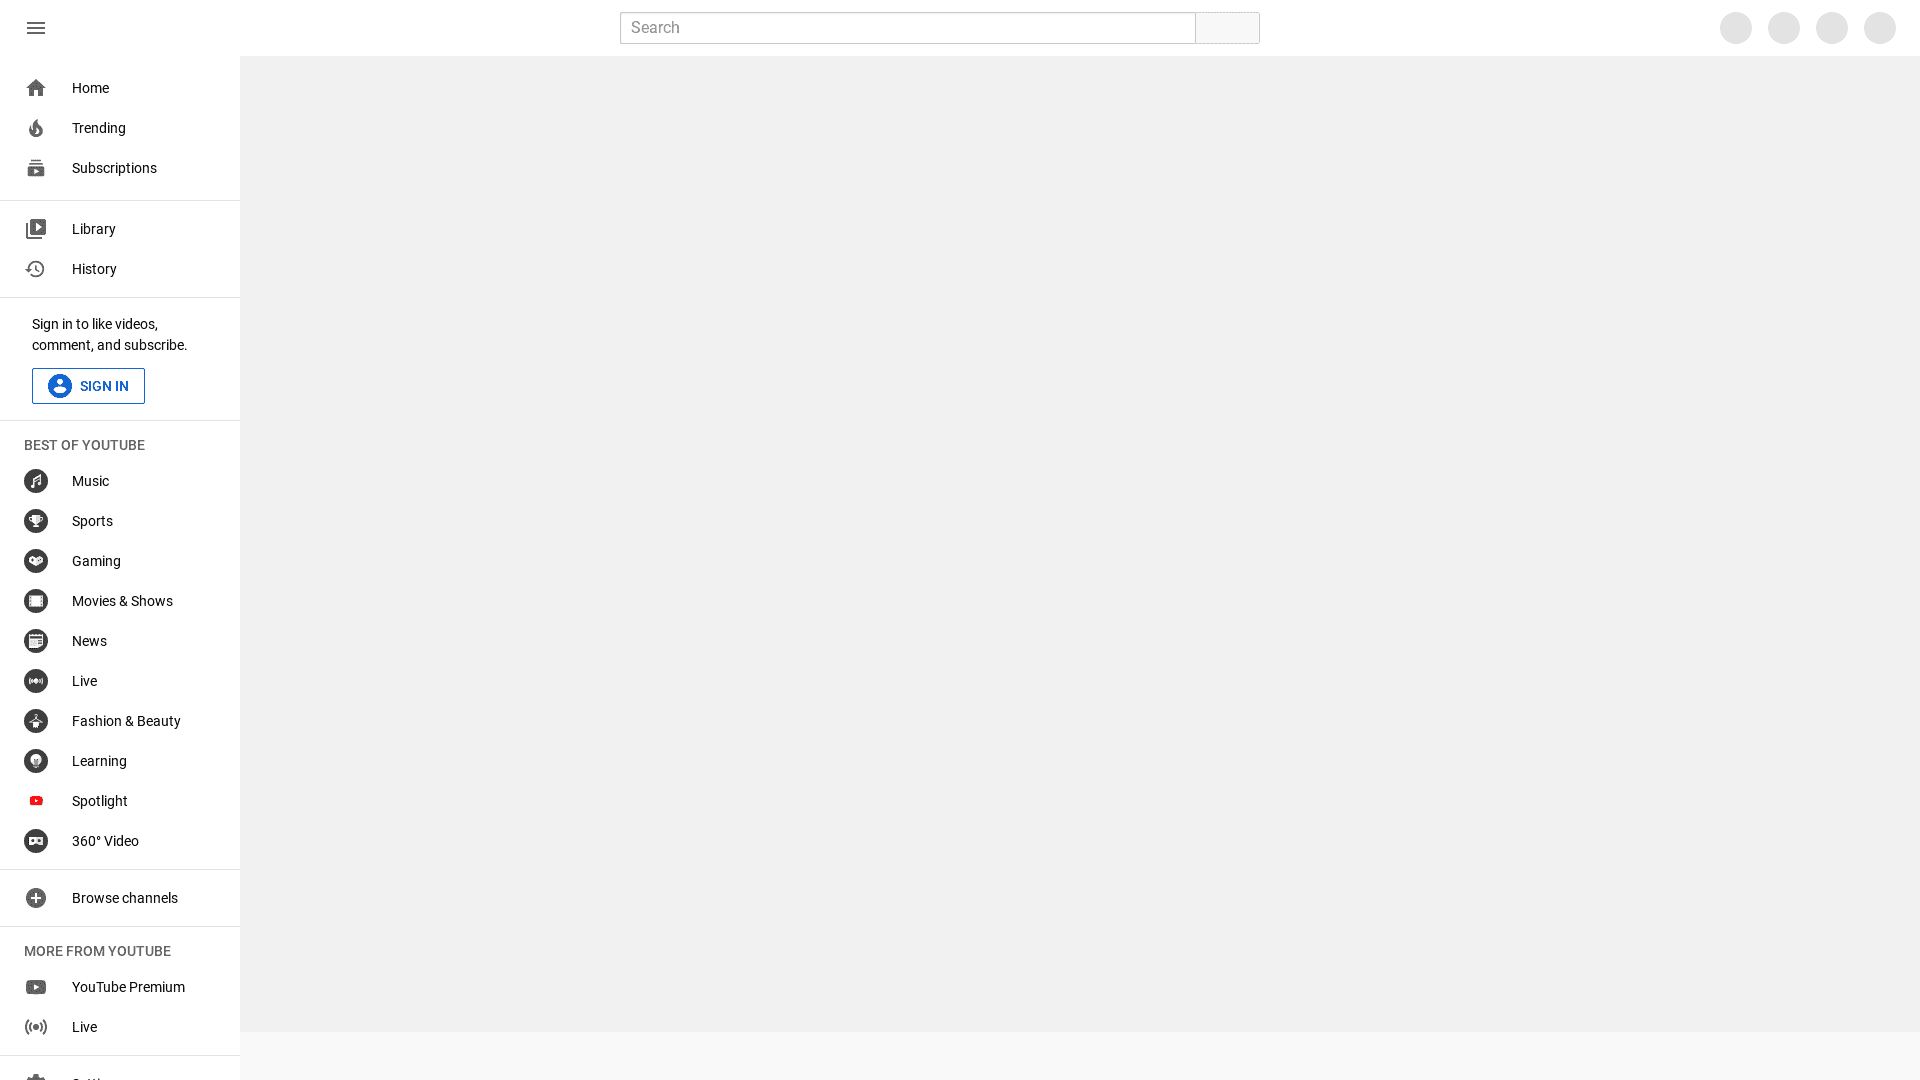 Search
Home
Trending
Subscriptions
Library
History
Sign in to like videos,
comment, and subscribe.
SIGN IN
BEST OF YOUTUBE
Music
Sports
Gaming
Movies & Shows
News
Live
Fashion & Beauty
Learning
Spotlight
360° Video
Browse channels
MORE FROM YOUTUBE
YouTube Premium
Live